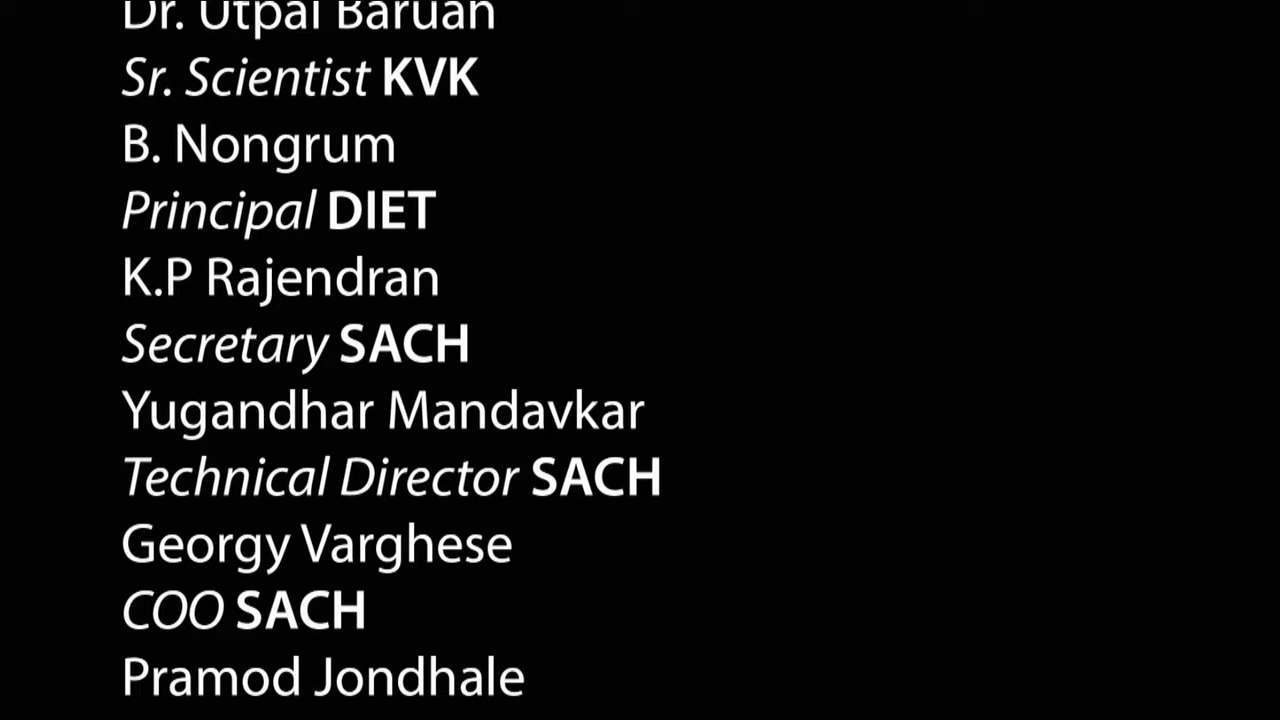 Dr. Utpal Baruah
Sr. Scientist KVK
B. Nongrum
Principal DIET
K.P Rajendran
Secretary SACH
Yugandhar Mandavkar
Technical Director SACH
Georgy Varghese
COO SACH
Pramod Jondhale